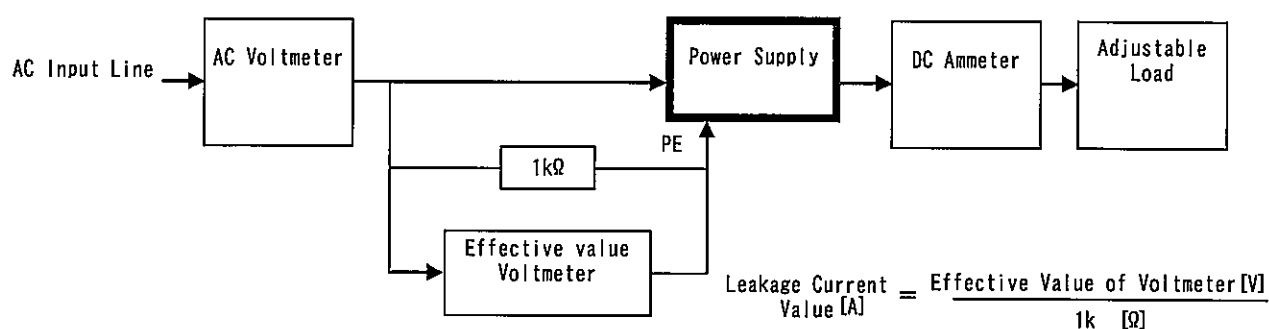 AC Input Line
AC Voltmeter
Power Supply
DC Ammeter
Adjustable
Load
PE
1kΩ
Effective value
Voltmeter
Leakage Current
Value[A]
=
Effective Value of Voltmeter[V]
1k [Ω]